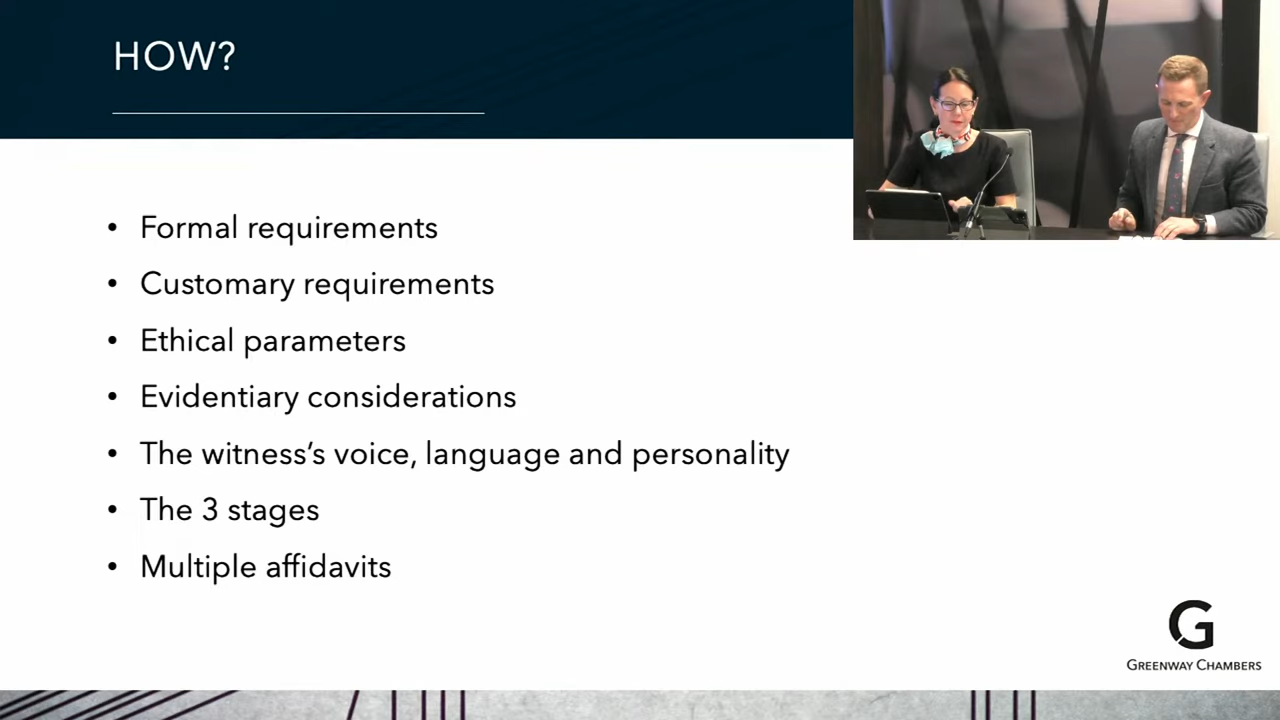 HOW?
• Formal requirements
• Customary requirements
• Ethical parameters
• Evidentiary considerations
• The witness’s voice, language and personality
• The 3 stages
• Multiple affidavits
G
GREENWAY CHAMBERS